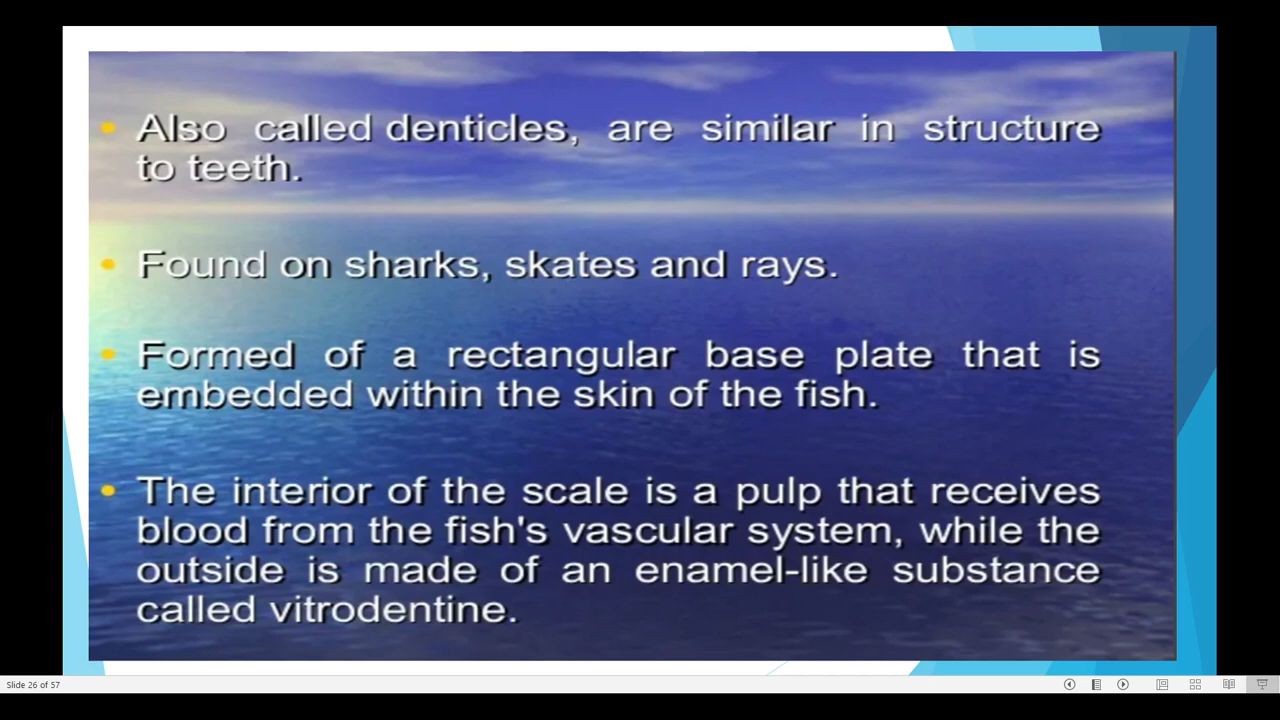 • Also called denticles, are similar in structure
to teeth.
• Found on sharks, skates and rays.
• Formed of a rectangular base plate that is
embedded within the skin of the fish.
• The interior of the scale is a pulp that receives
blood from the fish's vascular system, while the
outside is made of an enamel-like substance
called vitrodentine.
Slide 26 of 57